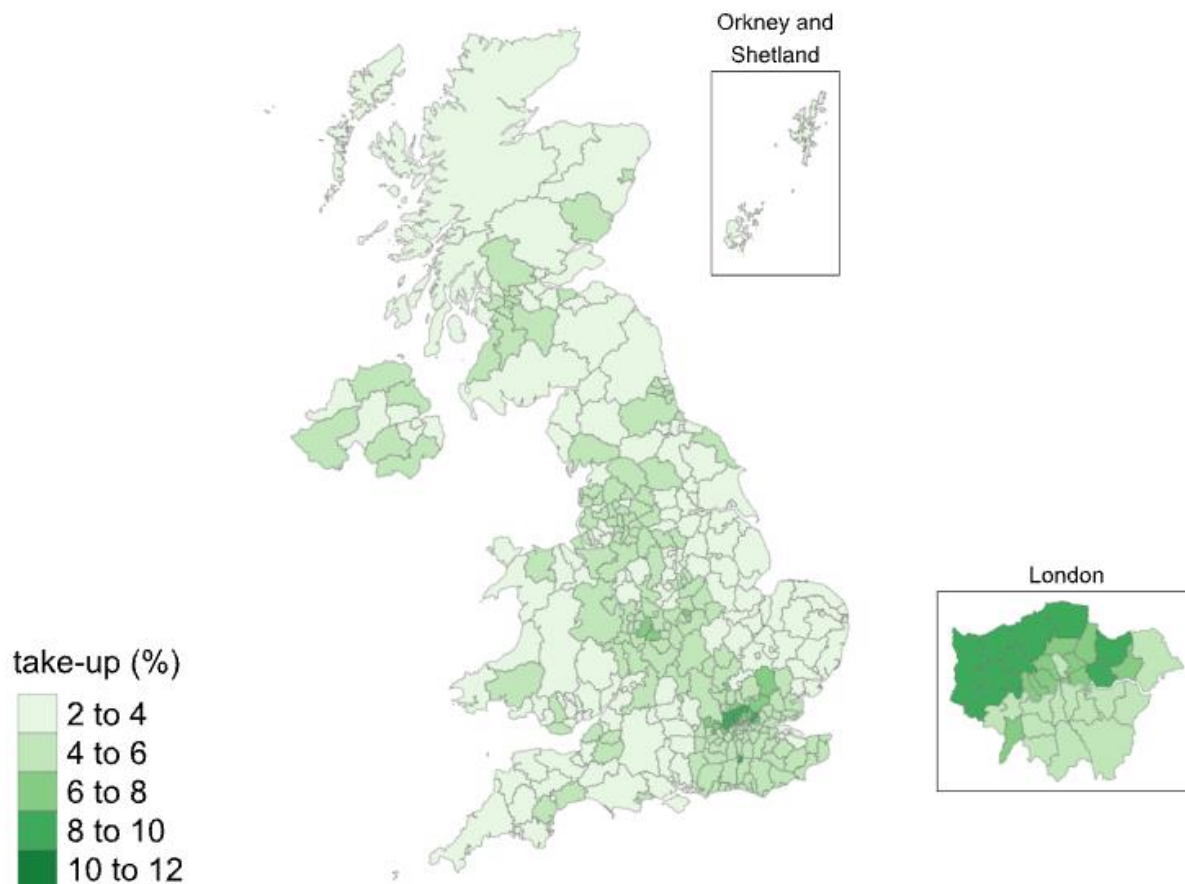 Orkney and
Shetland
London
take-up (%)
2 to 4
4 to 6
6 to 8
8 to 10
10 to 12